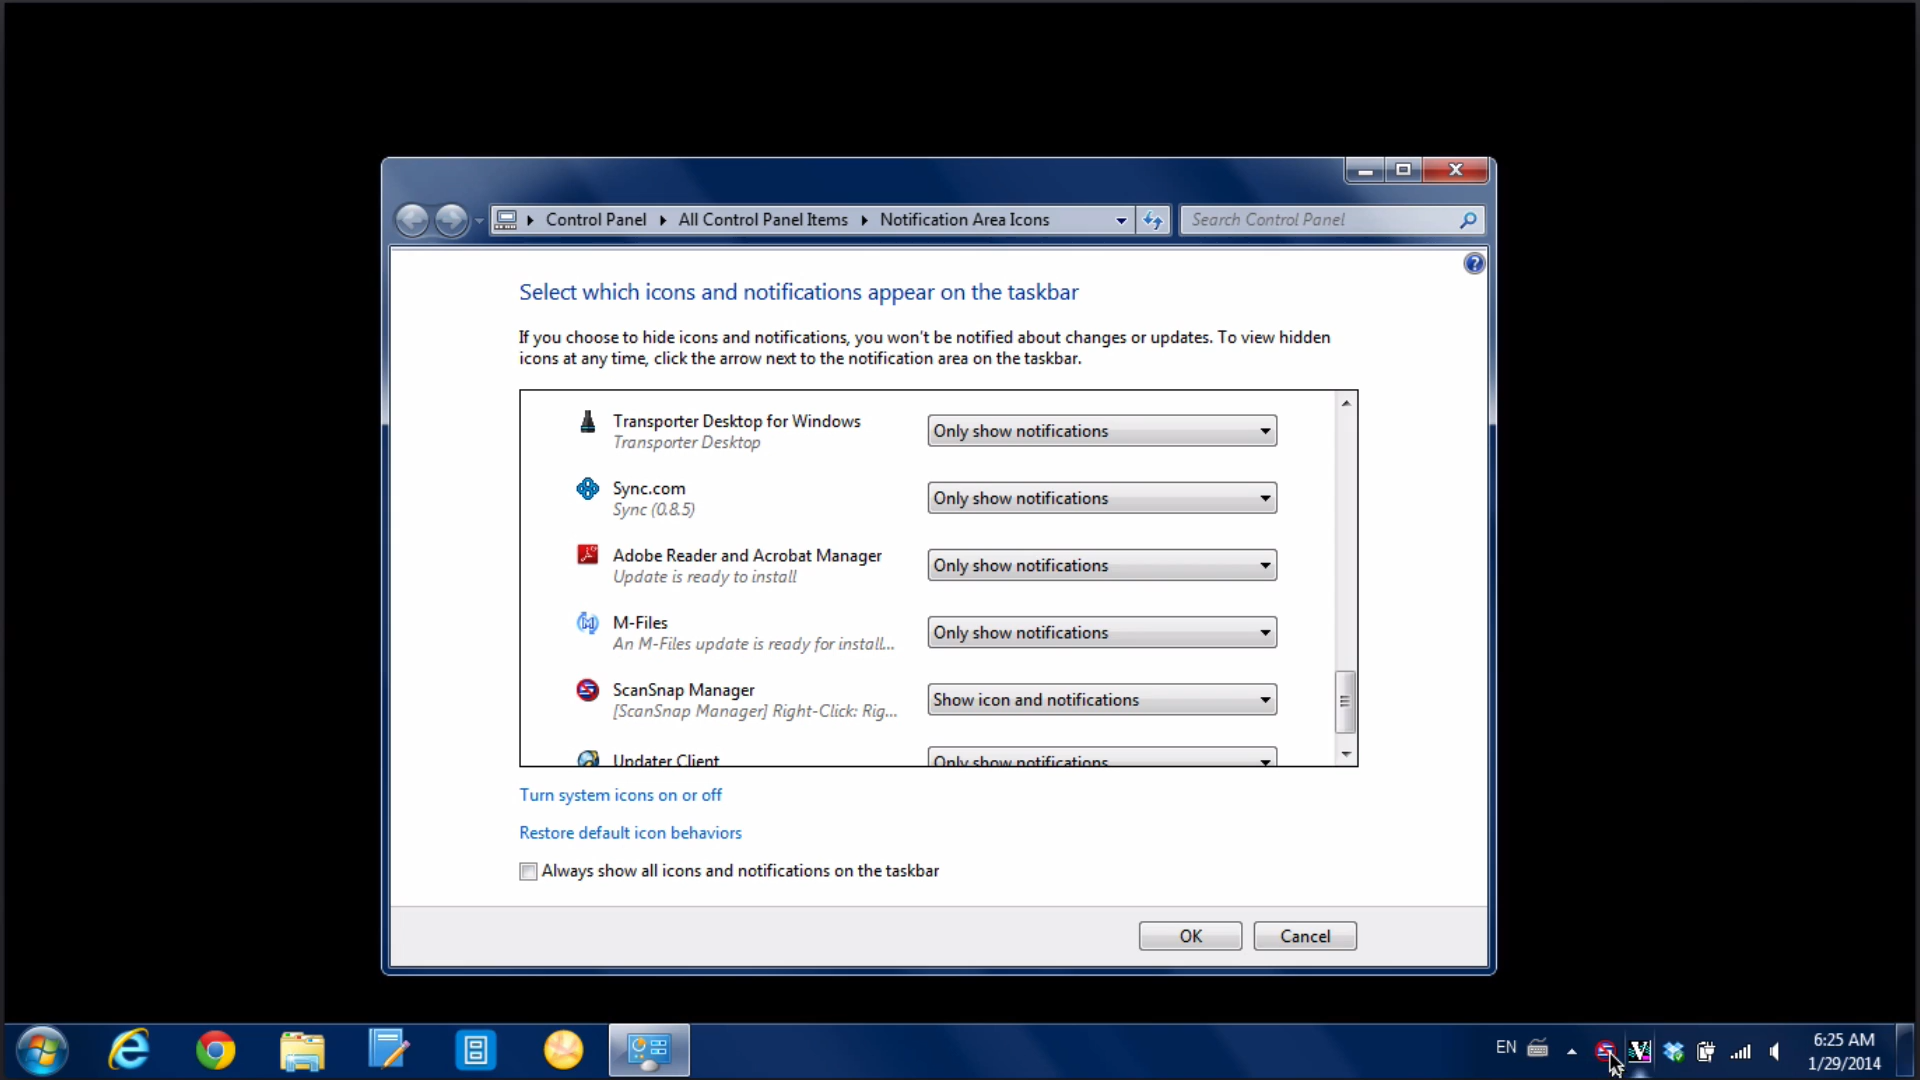 Control Panel
All Control Panel Items
Notification Area Icons
Search Control Panel
Select which icons and notifications appear on the taskbar
If you choose to hide icons and notifications, you won't be notified about changes or updates. To view hidden
icons at any time, click the arrow next to the notification area on the taskbar.
Transporter Desktop for Windows
Transporter Desktop
Only show notifications
Sync.com
Sync (0.8.5)
Only show notifications
Adobe Reader and Acrobat Manager
Update is ready to install
Only show notifications
M-Files
An M-Files update is ready for install...
Only show notifications
ScanSnap Manager
[ScanSnap Manager] Right-Click: Rig...
Show icon and notifications
Updater Client
Only show notifications
Turn system icons on or off
Restore default icon behaviors
Always show all icons and notifications on the taskbar
OK
Cancel
EN
6:25 AM
1/29/2014